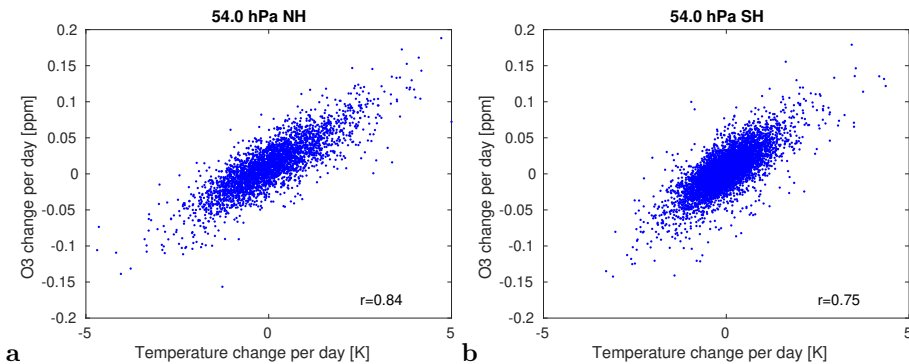 54.0 hPa NH
O3 change per day [ppm]
0.2
0.15
0.1
0.05
0
-0.05
-0.1
-0.15
-0.2
r=0.84
-5
0
5
Temperature change per day [K]
a
54.0 hPa SH
O3 change per day [ppm]
0.2
0.15
0.1
0.05
0
-0.05
-0.1
-0.15
-0.2
r=0.75
-5
0
5
Temperature change per day [K]
b